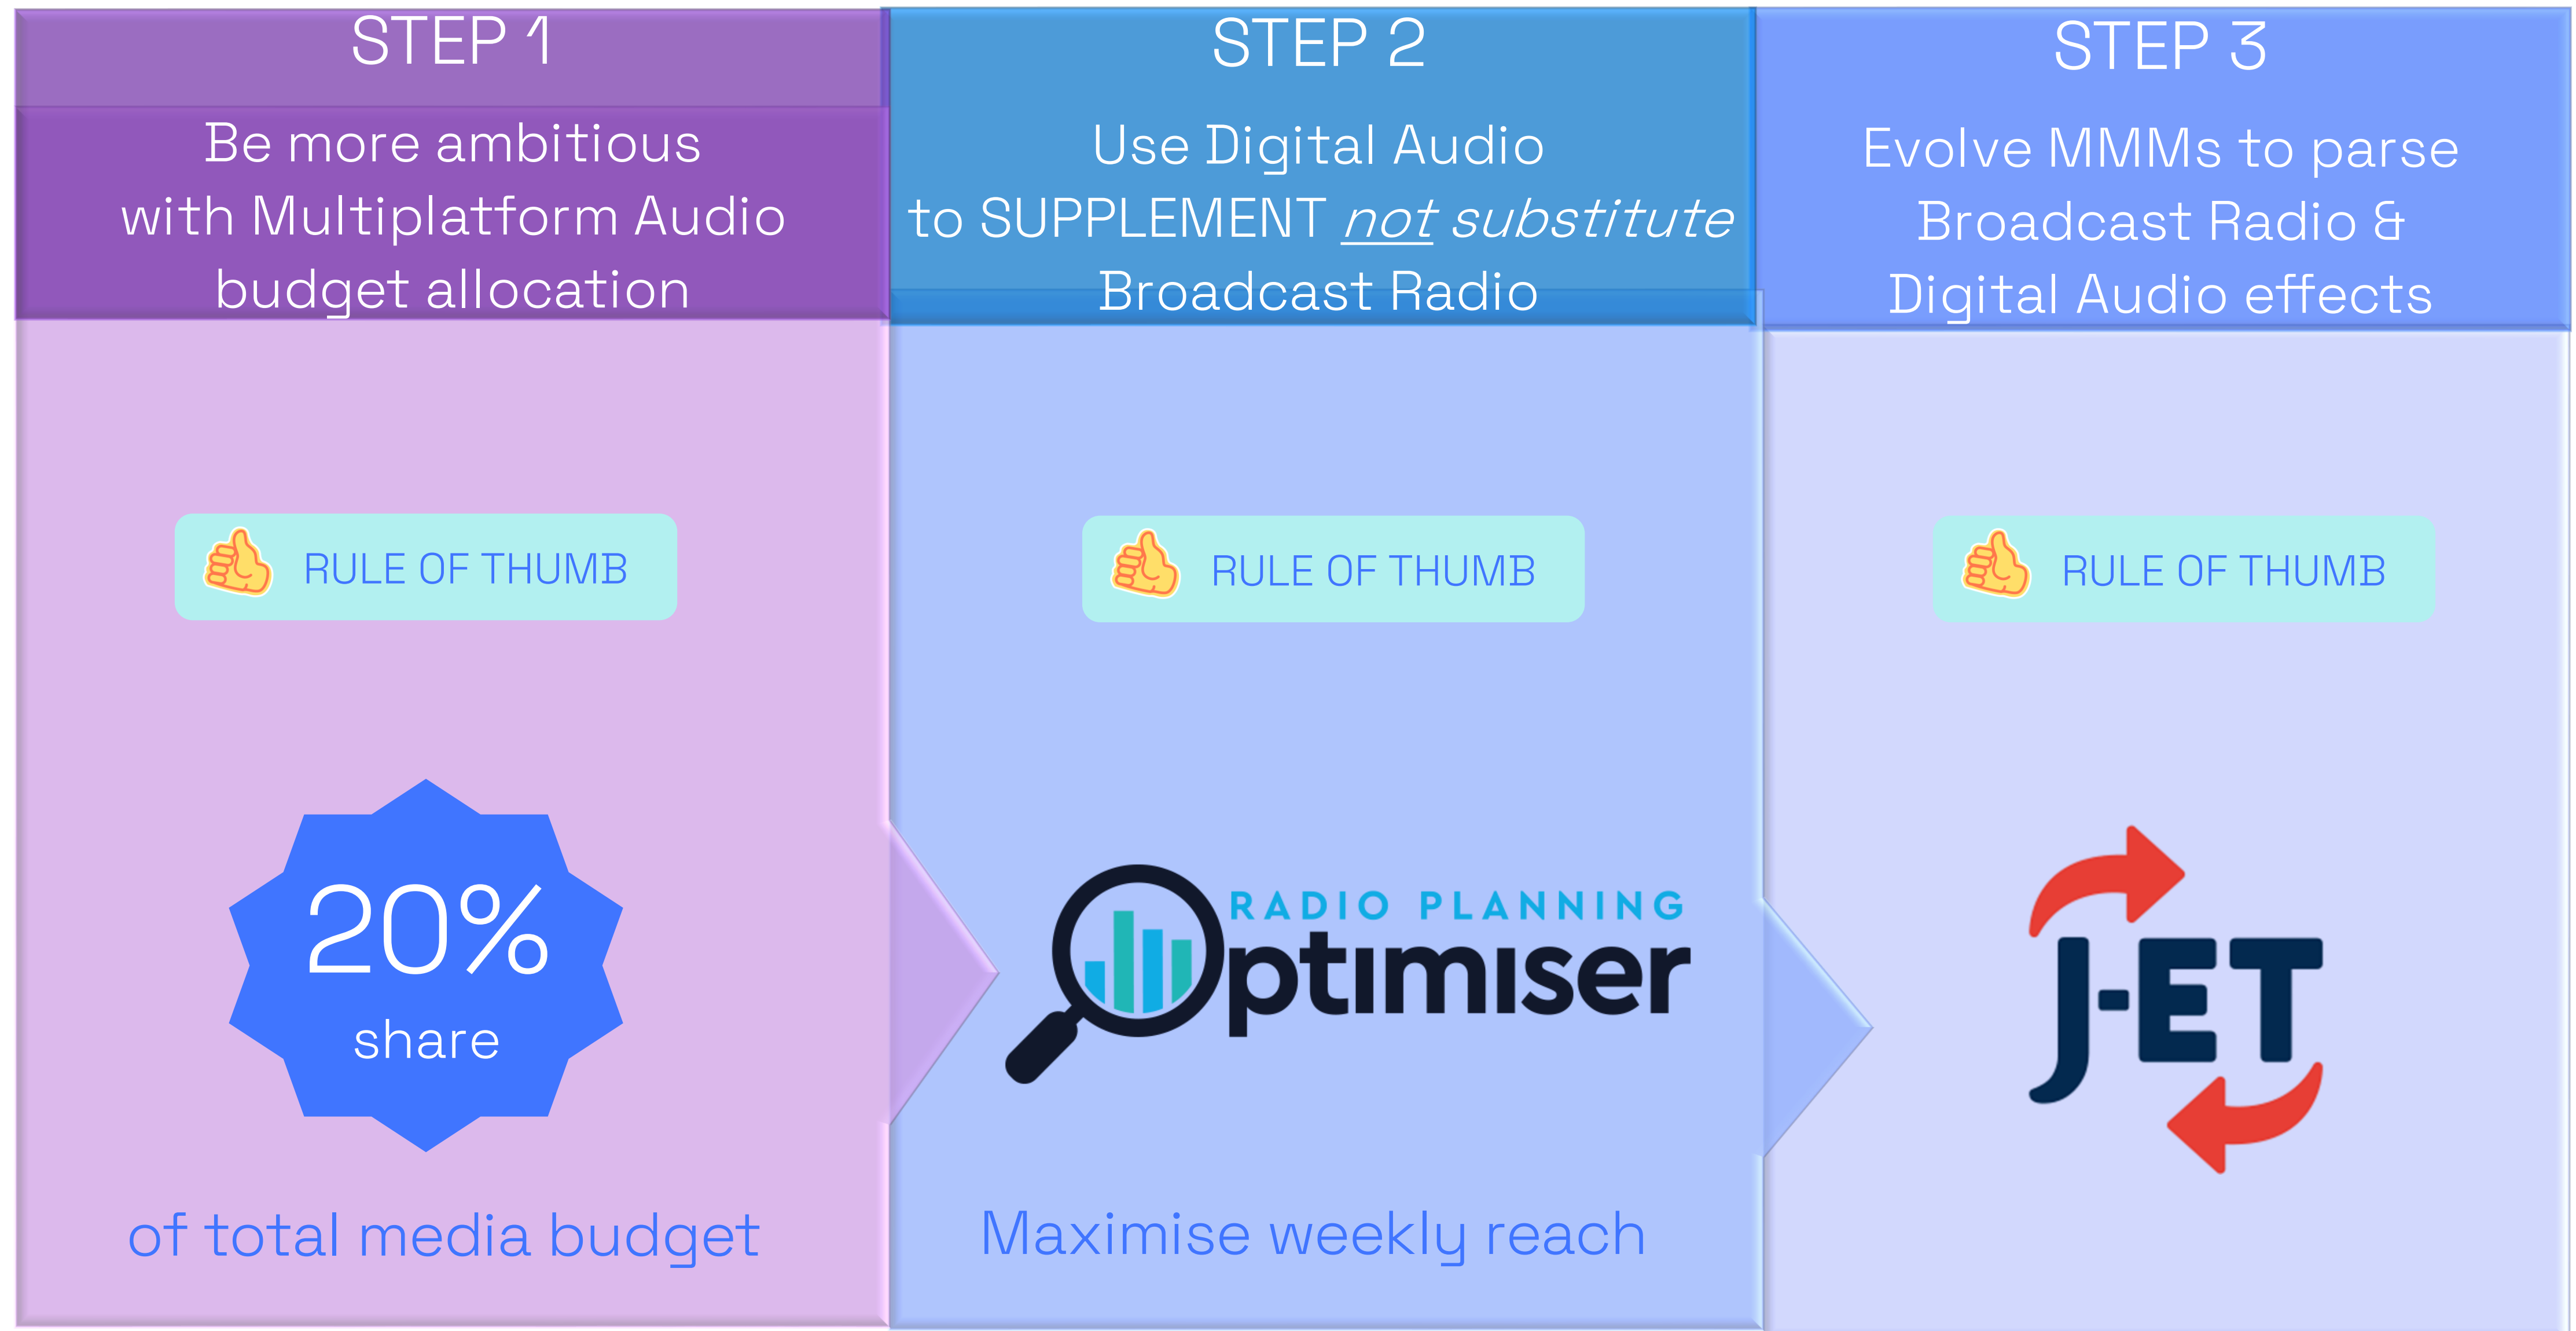 STEP 1
Be more ambitious
with Multiplatform Audio
budget allocation
RULE OF THUMB
20%
share
of total media budget
STEP 2
Use Digital Audio
to SUPPLEMENT not substitute
Broadcast Radio
RULE OF THUMB
RADIO PLANNING
Optimiser
Maximise weekly reach
STEP 3
Evolve MMMs to parse
Broadcast Radio &
Digital Audio effects
RULE OF THUMB
J-ET